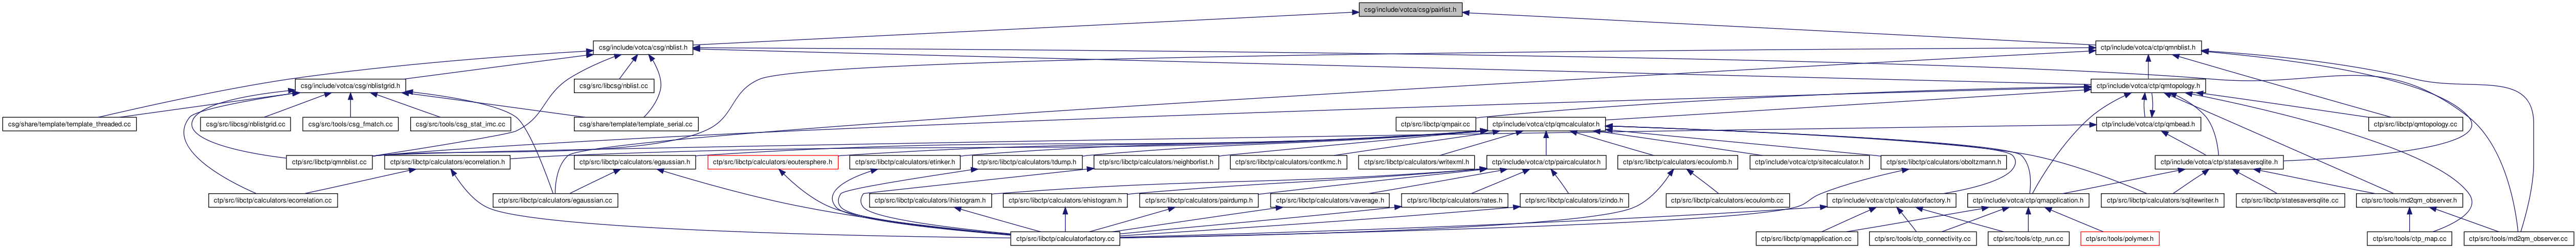 csg/include/votca/csg/pairlist.h
csg/include/votca/csg/nblist.h
ctp/include/votca/ctp/qmnblist.h
csg/include/votca/csg/nblistgrid.h
csg/src/libcsg/nblist.cc
ctp/include/votca/ctp/qmtopology.h
csg/share/template/template_threaded.cc
csg/src/libcsg/nblistgrid.cc
csg/src/tools/csg_fmatch.cc
csg/src/tools/csg_stat_imc.cc
csg/share/template/template_serial.cc
ctp/src/libctp/qmpair.cc
ctp/include/votca/ctp/qmcalculator.h
ctp/include/votca/ctp/qmbead.h
ctp/src/libctp/qmtopology.cc
ctp/src/libctp/qmnblist.cc
ctp/src/libctp/calculators/ecorrelation.h
ctp/src/libctp/calculators/egaussian.h
ctp/src/libctp/calculators/eoutersphere.h
ctp/src/libctp/calculators/etinker.h
ctp/src/libctp/calculators/tdump.h
ctp/src/libctp/calculators/neighborlist.h
ctp/src/libctp/calculators/contkmc.h
ctp/src/libctp/calculators/writexml.h
ctp/include/votca/ctp/paircalculator.h
ctp/src/libctp/calculators/ecoulomb.h
ctp/include/votca/ctp/sitecalculator.h
ctp/src/libctp/calculators/oboltzmann.h
ctp/include/votca/ctp/statesaversqlite.h
ctp/src/libctp/calculators/ecorrelation.cc
ctp/src/libctp/calculators/egaussian.cc
ctp/src/libctp/calculators/ihistogram.h
ctp/src/libctp/calculators/ehistogram.h
ctp/src/libctp/calculators/pairdump.h
ctp/src/libctp/calculators/vaverage.h
ctp/src/libctp/calculators/rates.h
ctp/src/libctp/calculators/izindo.h
ctp/src/libctp/calculators/ecoulomb.cc
ctp/include/votca/ctp/calculatorfactory.h
ctp/include/votca/ctp/qmapplication.h
ctp/src/libctp/calculators/sqlitewriter.h
ctp/src/libctp/statesaversqlite.cc
ctp/src/tools/md2qm_observer.h
ctp/src/libctp/calculatorfactory.cc
ctp/src/libctp/qmapplication.cc
ctp/src/tools/ctp_connectivity.cc
ctp/src/tools/ctp_run.cc
ctp/src/tools/polymer.h
ctp/src/tools/ctp_map.cc
ctp/src/tools/md2qm_observer.cc